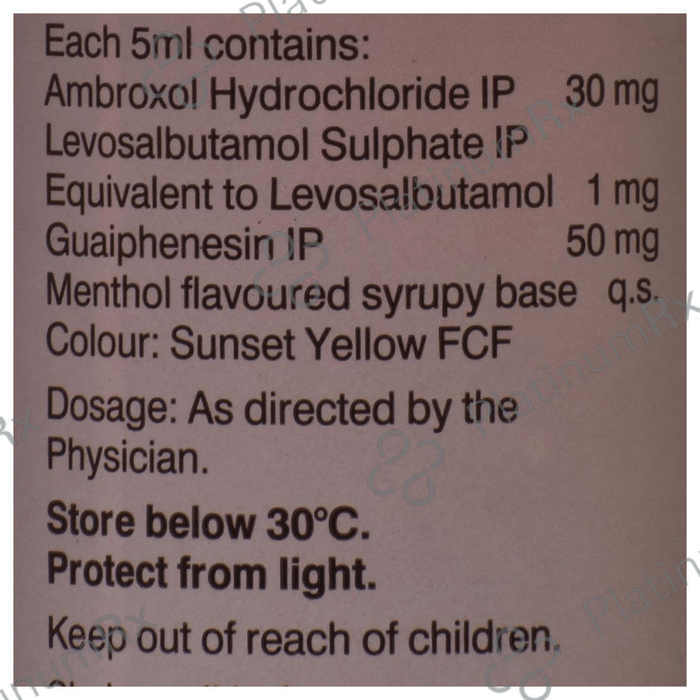 Each 5ml contains:
Ambroxol Hydrochloride IP 30 mg
Levosalbutamol Sulphate IP
Equivalent to Levosalbutamol 1 mg
Guaiphenesin IP 50 mg
Menthol flavoured syrupy base q.s.
Colour: Sunset Yellow FCF
Dosage: As directed by the
Physician.
Store below 30°C.
Protect from light.
Keep out of reach of children.
PlatinumRx